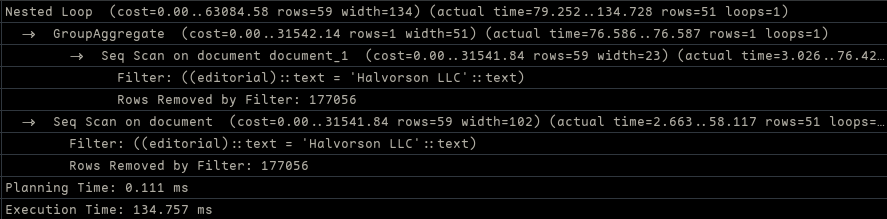 Nested Loop  (cost=0.00..63084.58 rows=59 width=134) (actual time=79.252..134.728 rows=51 loops=1)
->  GroupAggregate  (cost=0.00..31542.14 rows=1 width=51) (actual time=76.586..76.587 rows=1 loops=1)
->  Seq Scan on document document_1  (cost=0.00..31541.84 rows=59 width=23) (actual time=3.026..76.42…
Filter: ((editorial)::text = 'Halvorson LLC'::text)
Rows Removed by Filter: 177056
->  Seq Scan on document  (cost=0.00..31541.84 rows=59 width=102) (actual time=2.663..58.117 rows=51 loops=…
Filter: ((editorial)::text = 'Halvorson LLC'::text)
Rows Removed by Filter: 177056
Planning Time: 0.111 ms
Execution Time: 134.757 ms